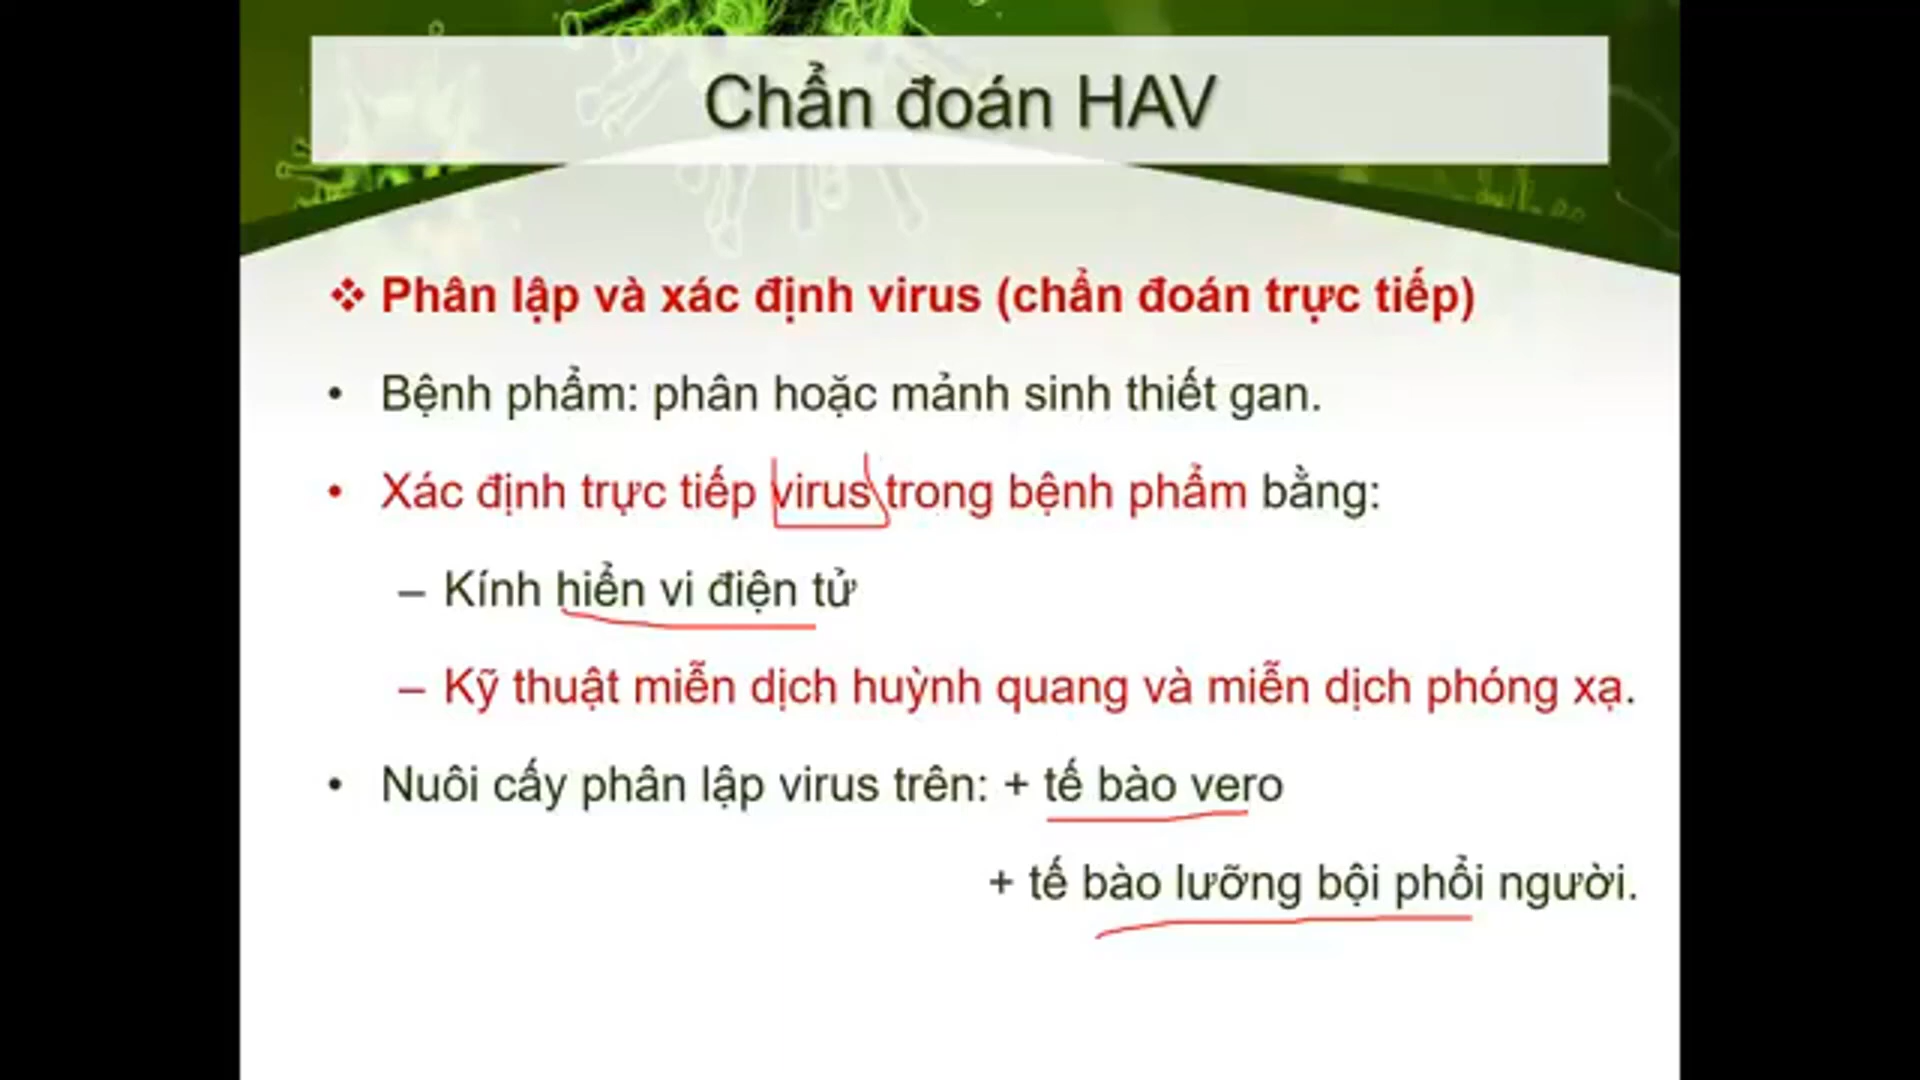 Chẩn đoán HAV
❖ Phân lập và xác định virus (chẩn đoán trực tiếp)
• Bệnh phẩm: phân hoặc mảnh sinh thiết gan.
• Xác định trực tiếp virus trong bệnh phẩm bằng:
– Kính hiển vi điện tử
– Kỹ thuật miễn dịch huỳnh quang và miễn dịch phóng xạ.
• Nuôi cấy phân lập virus trên: + tế bào vero
+ tế bào lưỡng bội phổi người.